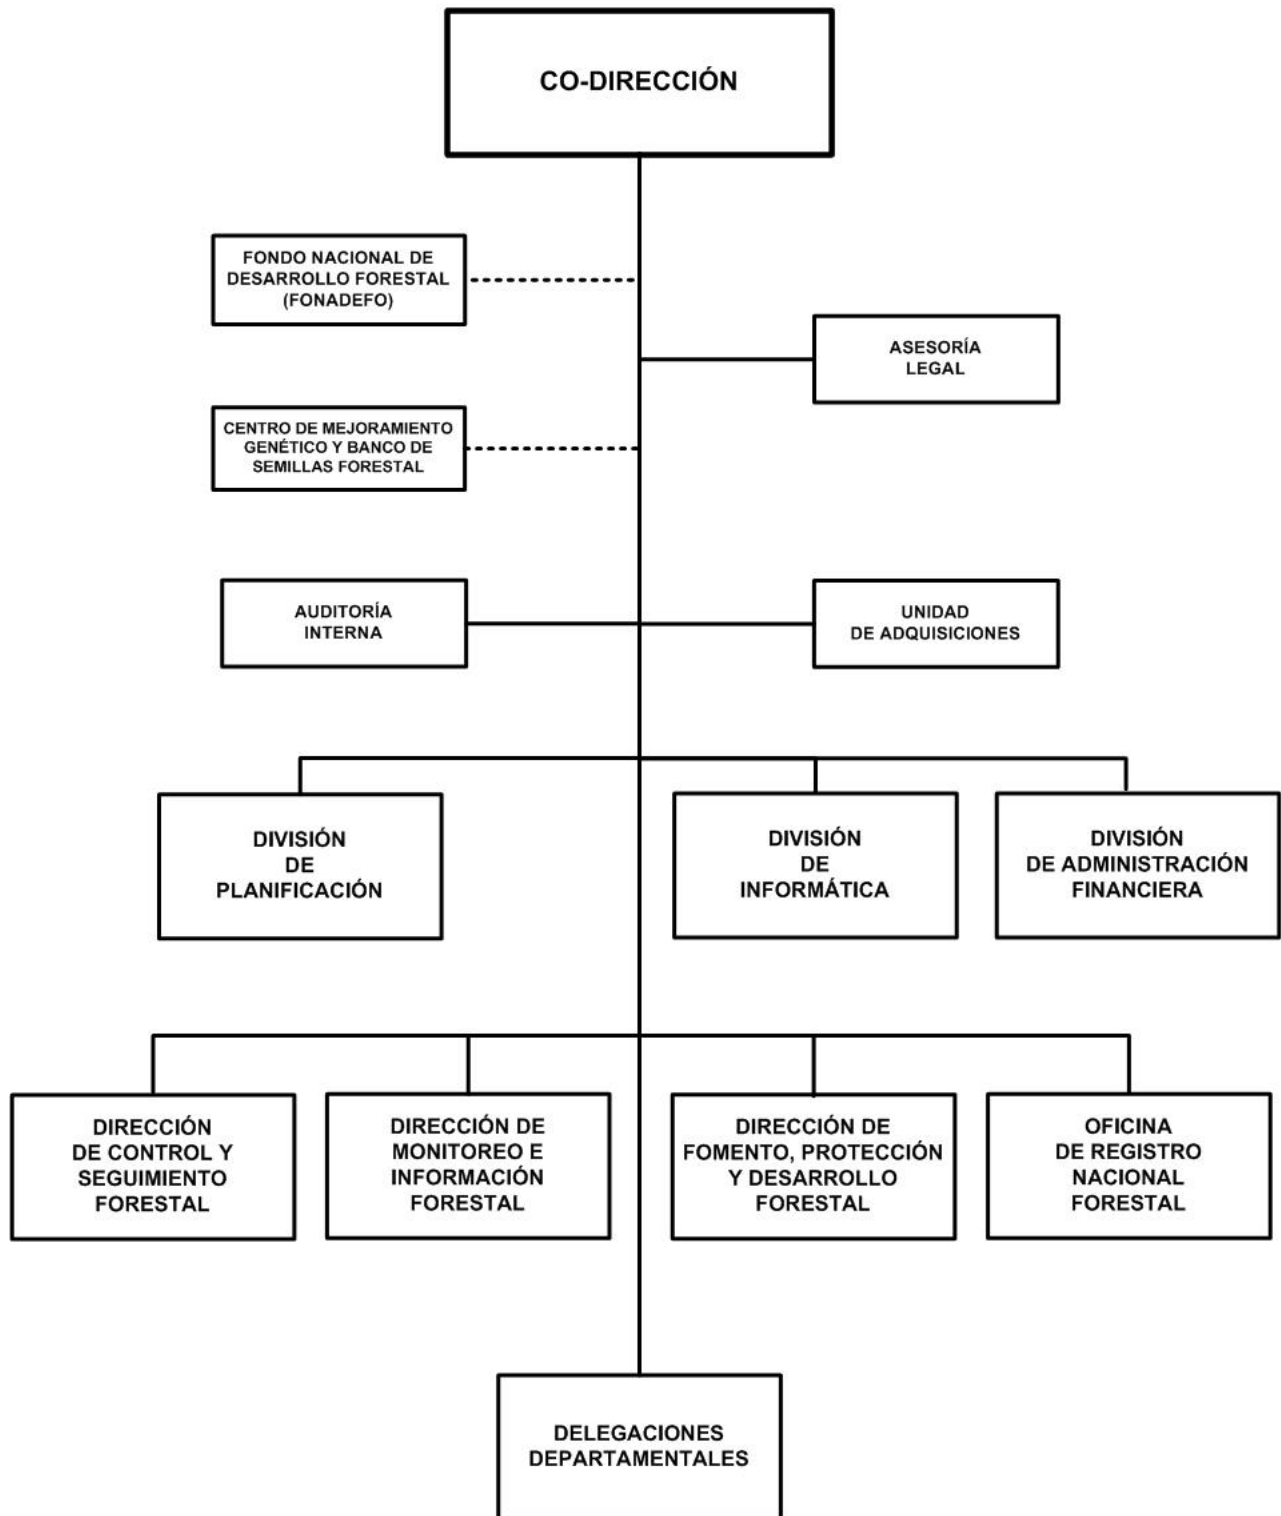 CO-DIRECCIÓN
FONDO NACIONAL DE
DESARROLLO FORESTAL
(FONADEFO)
ASESORÍA
LEGAL
CENTRO DE MEJORAMIENTO
GENÉTICO Y BANCO DE
SEMILLAS FORESTAL
AUDITORÍA
INTERNA
UNIDAD
DE ADQUISICIONES
DIVISIÓN
DE
PLANIFICACIÓN
DIVISIÓN
DE
INFORMÁTICA
DIVISIÓN
DE ADMINISTRACIÓN
FINANCIERA
DIRECCIÓN
DE CONTROL Y
SEGUIMIENTO
FORESTAL
DIRECCIÓN DE
MONITOREO E
INFORMACIÓN
FORESTAL
DIRECCIÓN DE
FOMENTO, PROTECCIÓN
Y DESARROLLO
FORESTAL
OFICINA
DE REGISTRO
NACIONAL
FORESTAL
DELEGACIONES
DEPARTAMENTALES